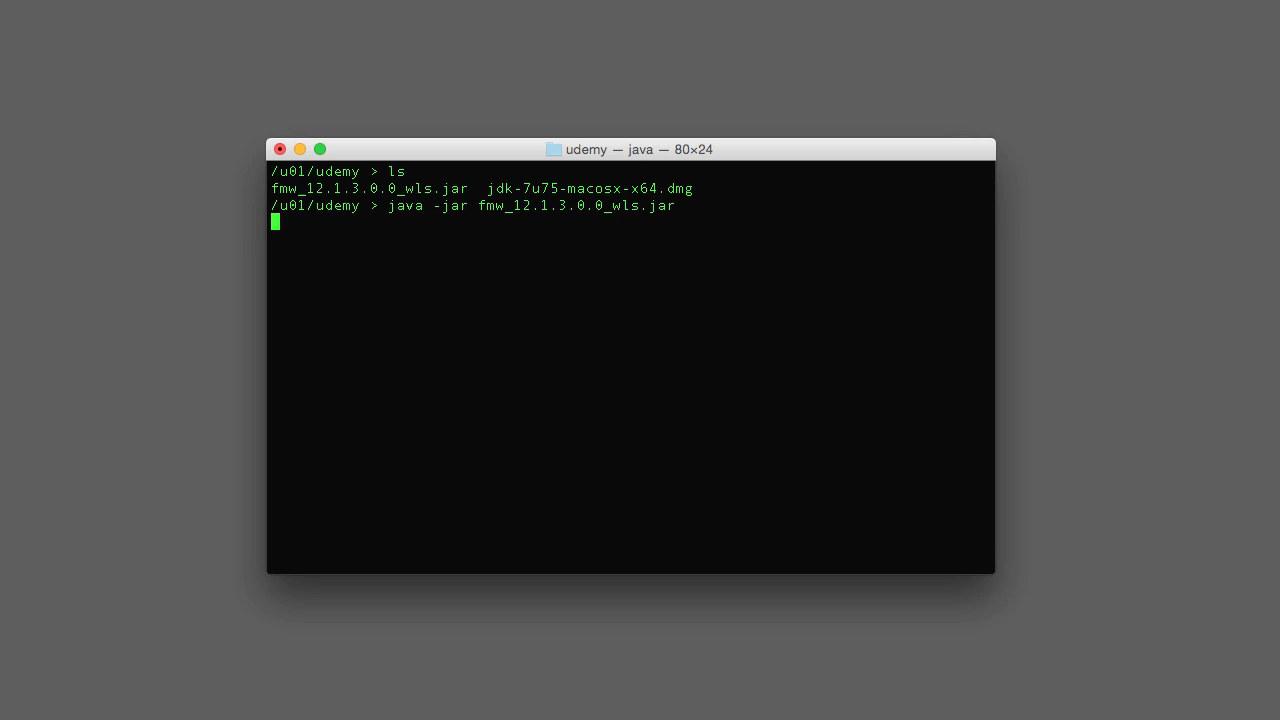 udemy — java — 80×24
/u01/udemy > ls
fmw_12.1.3.0.0_wls.jar  jdk-7u75-macosx-x64.dmg
/u01/udemy > java -jar fmw_12.1.3.0.0_wls.jar